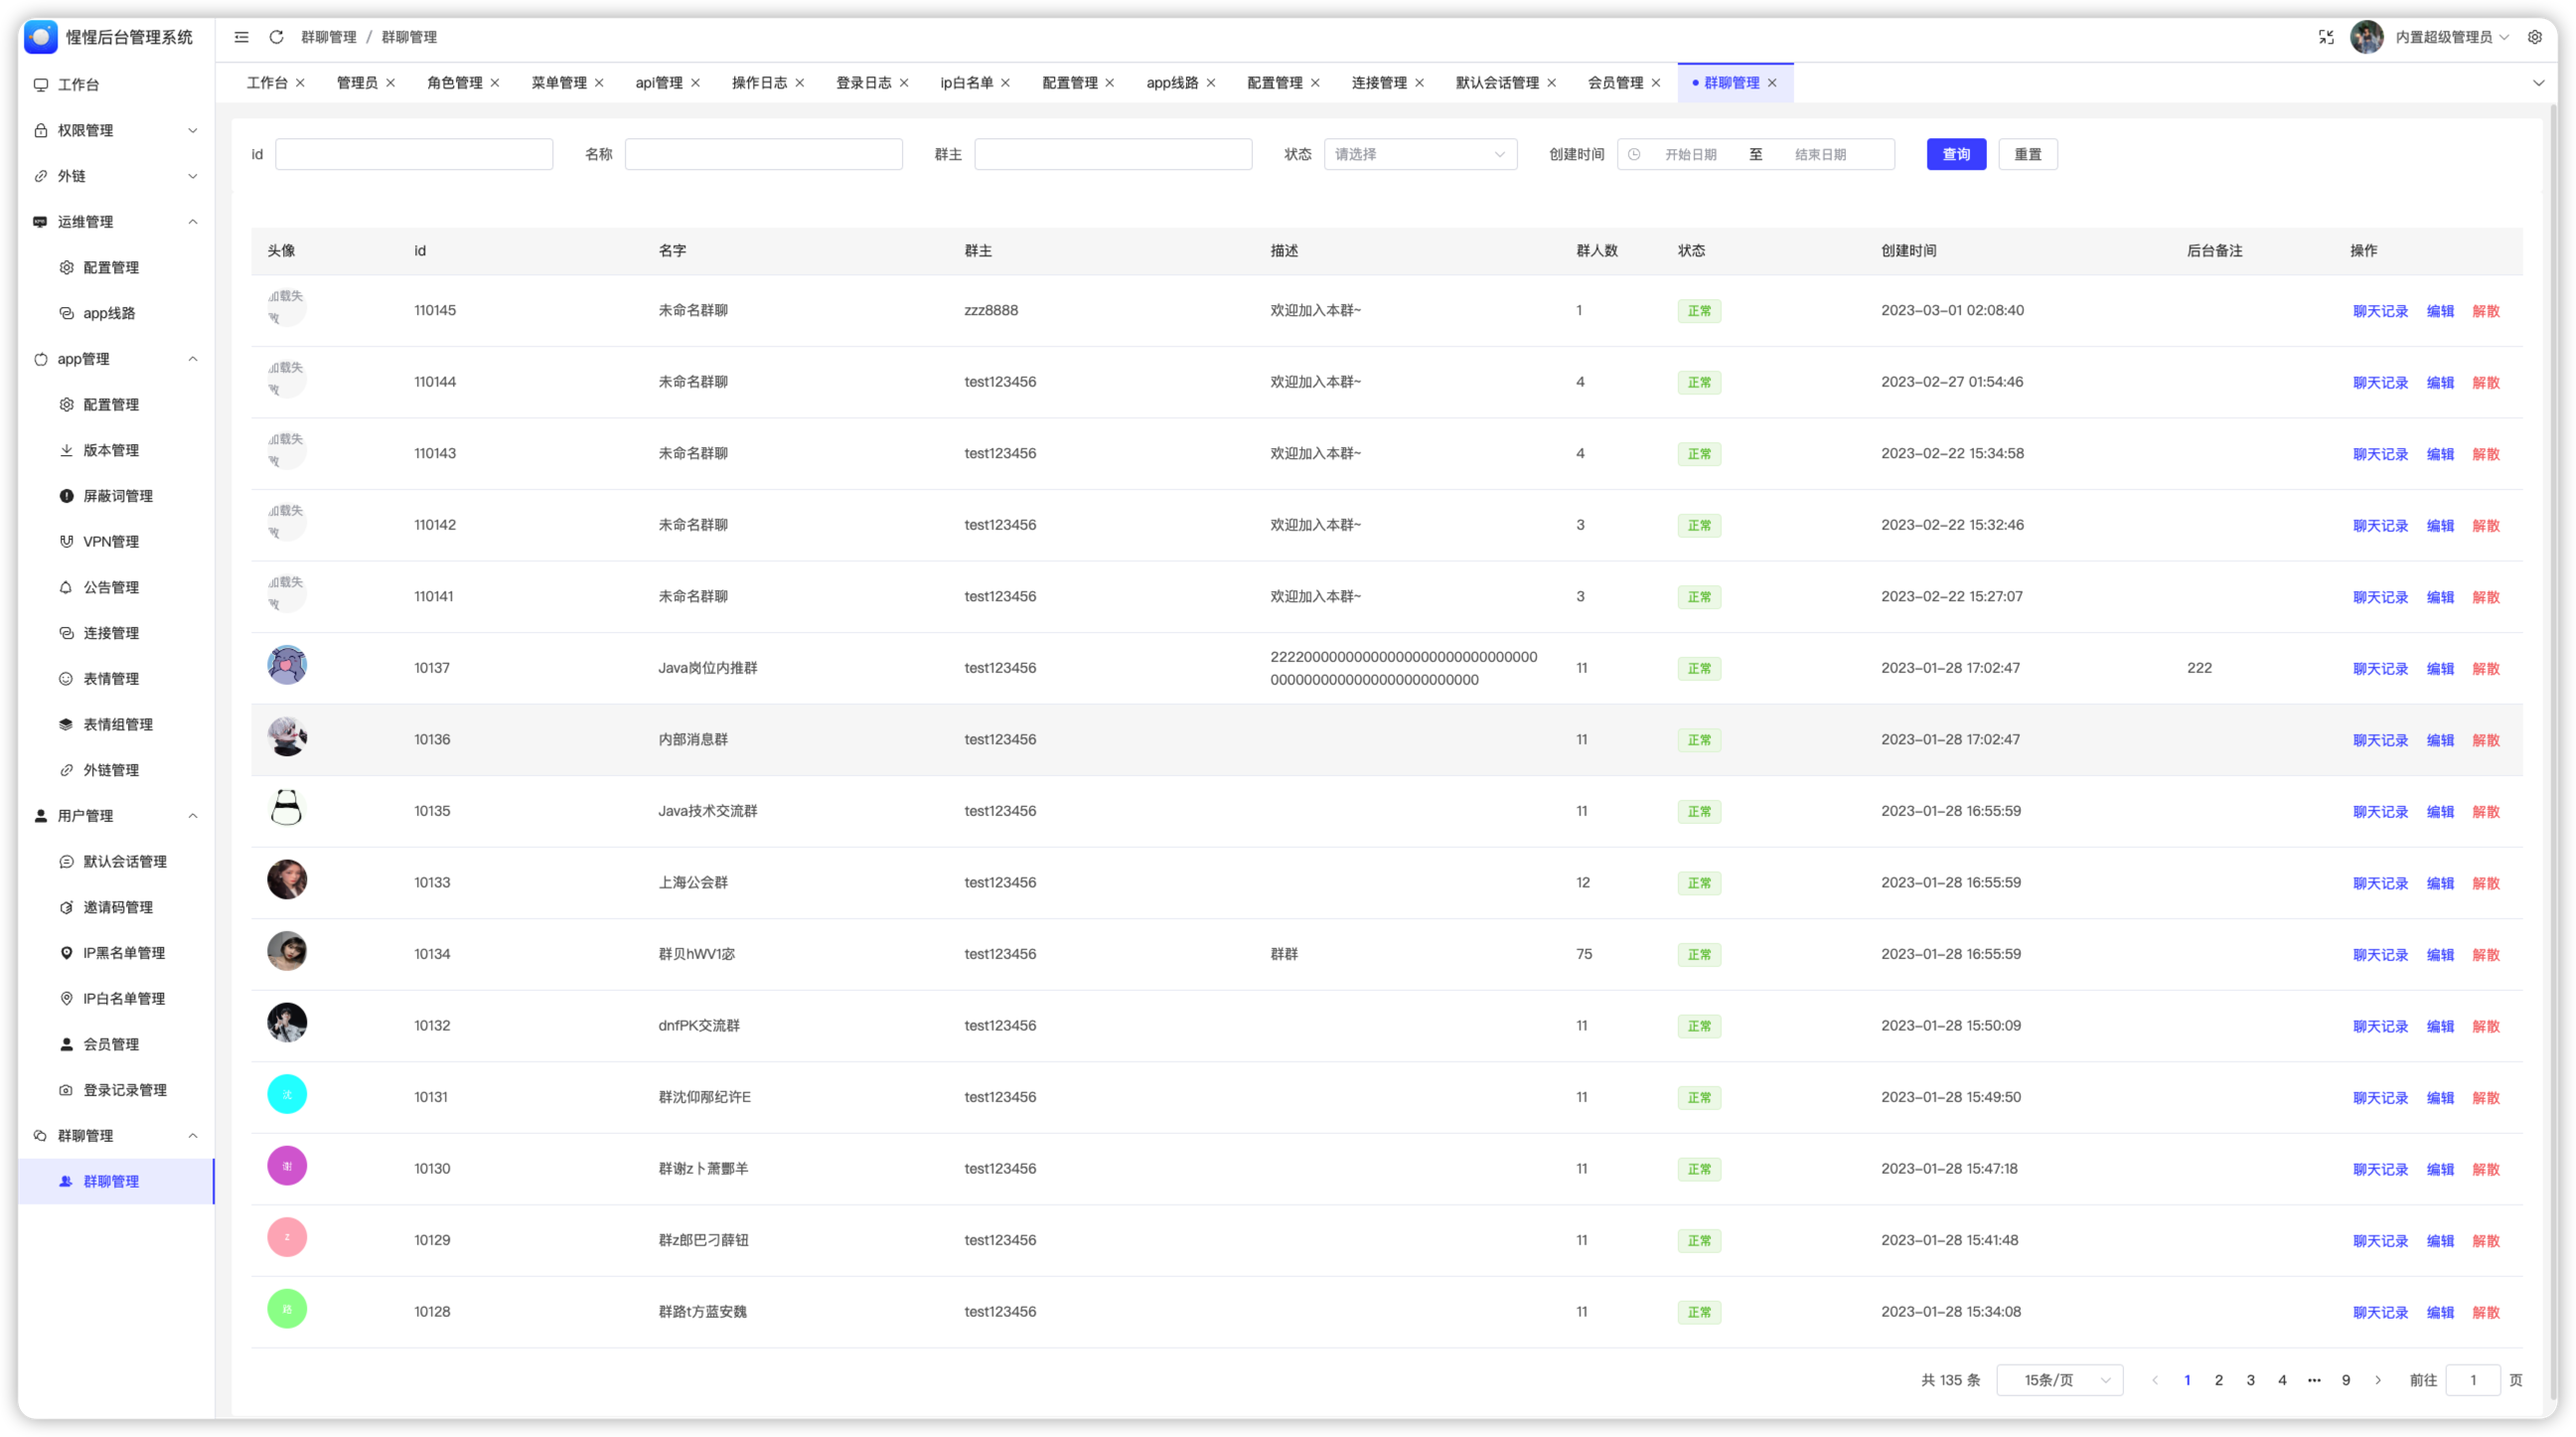 惺惺后台管理系统
群聊管理 / 群聊管理
内置超级管理员
工作台
权限管理
外链
运维管理
配置管理
app线路
app管理
配置管理
版本管理
屏蔽词管理
VPN管理
公告管理
连接管理
表情管理
表情组管理
外链管理
用户管理
默认会话管理
邀请码管理
IP黑名单管理
IP白名单管理
会员管理
登录记录管理
群聊管理
群聊管理
工作台 管理员 角色管理 菜单管理 api管理 操作日志 登录日志 ip白名单 配置管理 app线路 配置管理 连接管理 默认会话管理 会员管理 群聊管理
id 名称 群主 状态 请选择 创建时间 开始日期 至 结束日期 查询 重置
头像 id 名字 群主 描述 群人数 状态 创建时间 后台备注 操作
加载失败 110145 未命名群聊 zzz8888 欢迎加入本群~ 1 正常 2023-03-01 02:08:40 聊天记录 编辑 解散
加载失败 110144 未命名群聊 test123456 欢迎加入本群~ 4 正常 2023-02-27 01:54:46 聊天记录 编辑 解散
加载失败 110143 未命名群聊 test123456 欢迎加入本群~ 4 正常 2023-02-22 15:34:58 聊天记录 编辑 解散
加载失败 110142 未命名群聊 test123456 欢迎加入本群~ 3 正常 2023-02-22 15:32:46 聊天记录 编辑 解散
加载失败 110141 未命名群聊 test123456 欢迎加入本群~ 3 正常 2023-02-22 15:27:07 聊天记录 编辑 解散
10137 Java岗位内推群 test123456 22220000000000000000000000000000
0000000000000000000000000 11 正常 2023-01-28 17:02:47 222 聊天记录 编辑 解散
10136 内部消息群 test123456 11 正常 2023-01-28 17:02:47 聊天记录 编辑 解散
10135 Java技术交流群 test123456 11 正常 2023-01-28 16:55:59 聊天记录 编辑 解散
10133 上海公会群 test123456 12 正常 2023-01-28 16:55:59 聊天记录 编辑 解散
10134 群贝hWV1宓 test123456 群群 75 正常 2023-01-28 16:55:59 聊天记录 编辑 解散
10132 dnfPK交流群 test123456 11 正常 2023-01-28 15:50:09 聊天记录 编辑 解散
沈 10131 群沈仰邴纪许E test123456 11 正常 2023-01-28 15:49:50 聊天记录 编辑 解散
谢 10130 群谢z卜萧酆羊 test123456 11 正常 2023-01-28 15:47:18 聊天记录 编辑 解散
z 10129 群z郎巴刁薛钮 test123456 11 正常 2023-01-28 15:41:48 聊天记录 编辑 解散
路 10128 群路t方蓝安魏 test123456 11 正常 2023-01-28 15:34:08 聊天记录 编辑 解散
共 135 条 15条/页 1 2 3 4 ••• 9 前往 1 页